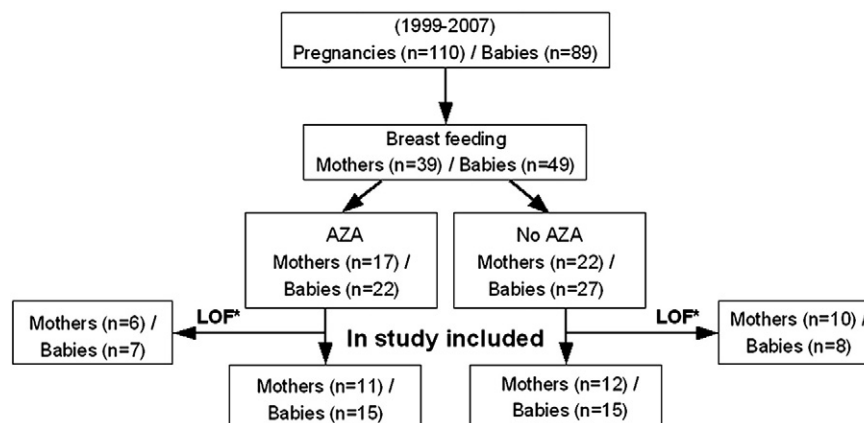 (1999-2007)
Pregnancies (n=110) / Babies (n=89)
Breast feeding
Mothers (n=39) / Babies (n=49)
AZA
Mothers (n=17) /
Babies (n=22)
No AZA
Mothers (n=22) /
Babies (n=27)
Mothers (n=6) /
Babies (n=7)
LOF*
In study included
LOF*
Mothers (n=10) /
Babies (n=8)
Mothers (n=11) /
Babies (n=15)
Mothers (n=12) /
Babies (n=15)